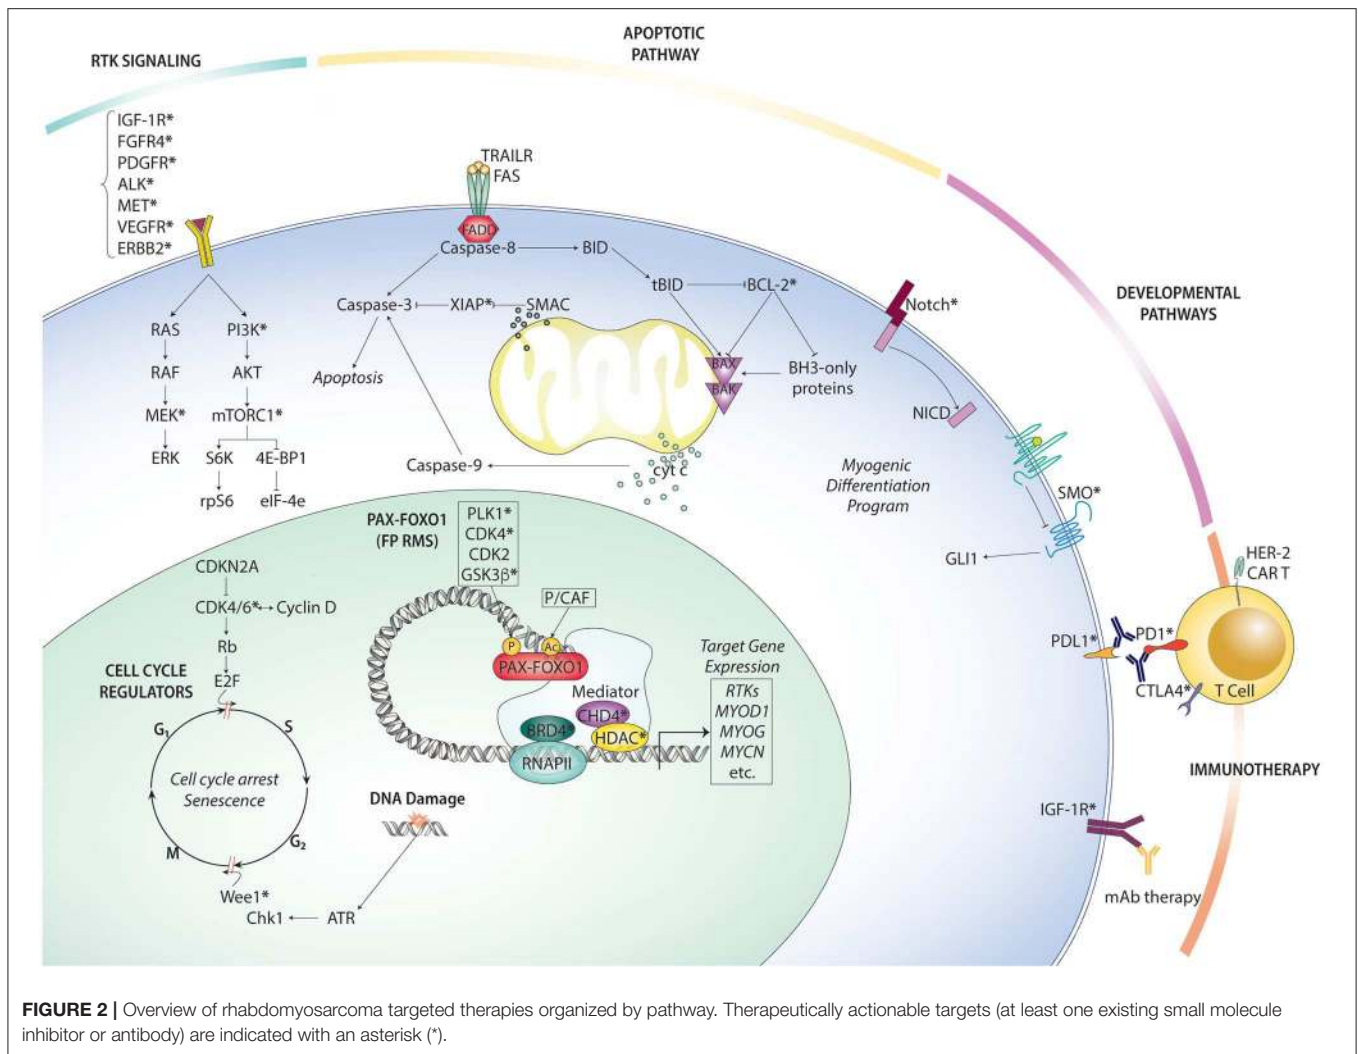 RTK SIGNALING
APOPTOTIC
PATHWAY
DEVELOPMENTAL
PATHWAYS
IMMUNOTHERAPY
IGF-1R*
FGFR4*
PDGFR*
ALK*
MET*
VEGFR*
ERBB2*
TRAILR
FAS
FADD
Caspase-8
BID
tBID
BCL-2*
Caspase-3
XIAP*
SMAC
Apoptosis
BAX
BAK
BH3-only
proteins
Caspase-9
cyt c
RAS
PI3K*
RAF
AKT
MEK*
mTORC1*
ERK
S6K
4E-BP1
rpS6
eIF-4e
Notch*
NICD
Myogenic
Differentiation
Program
SMO*
GLI1
HER-2
CAR T
PDL1*
PD1*
CTLA4*
T Cell
IGF-1R*
mAb therapy
PAX-FOXO1
(FP RMS)
PLK1*
CDK4*
CDK2
GSK3β*
P/CAF
P
Ac
PAX-FOXO1
Mediator
CHD4*
BRD4*
HDAC*
RNAPII
Target Gene
Expression
RTKs
MYOD1
MYOG
MYCN
etc.
CDKN2A
CDK4/6*
Cyclin D
Rb
E2F
CELL CYCLE
REGULATORS
G1
S
Cell cycle arrest
Senescence
M
G2
Wee1*
Chk1
ATR
DNA Damage
FIGURE 2 | Overview of rhabdomyosarcoma targeted therapies organized by pathway. Therapeutically actionable targets (at least one existing small molecule
inhibitor or antibody) are indicated with an asterisk (*).